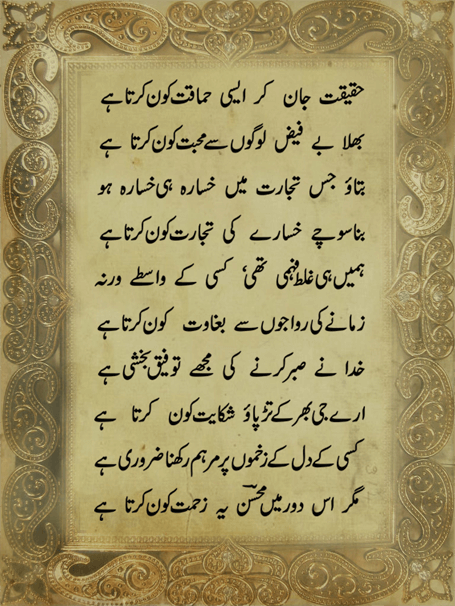 حقیقت جان کر ایسی حماقت کون کرتا ہے
بھلا بے فیض لوگوں سے محبت کون کرتا ہے
بتاؤ جس تجارت میں خسارہ ہی خسارہ ہو
بنا سوچے خسارے کی تجارت کون کرتا ہے
ہمیں ہی غلط فہمی تھی، کسی کے واسطے ورنہ
زمانے کی رواجوں سے بغاوت کون کرتا ہے
خدا نے صبر کرنے کی مجھے توفیق بخشی ہے
ارے جی بھر کے تڑپاؤ شکایت کون کرتا ہے
کسی کے دل کے زخموں پر مرہم رکھنا ضروری ہے
مگر اس دور میں محسنؔ یہ زحمت کون کرتا ہے